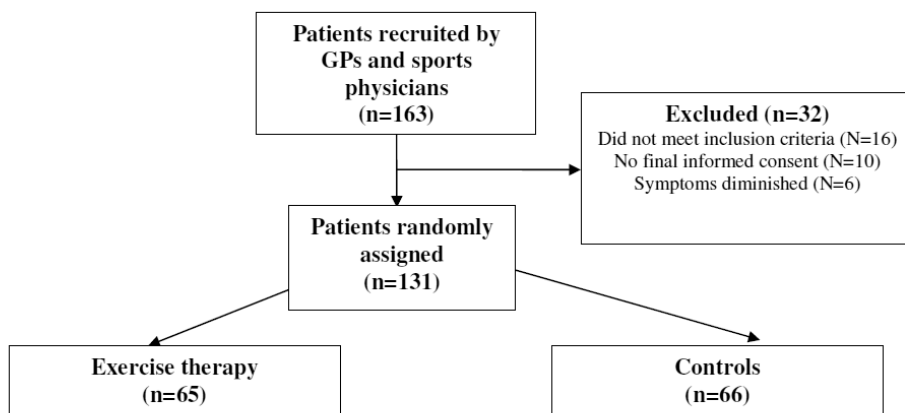 Patients recruited by
GPs and sports
physicians
(n=163)
Excluded (n=32)
Did not meet inclusion criteria (N=16)
No final informed consent (N=10)
Symptoms diminished (N=6)
Patients randomly
assigned
(n=131)
Exercise therapy
(n=65)
Controls
(n=66)